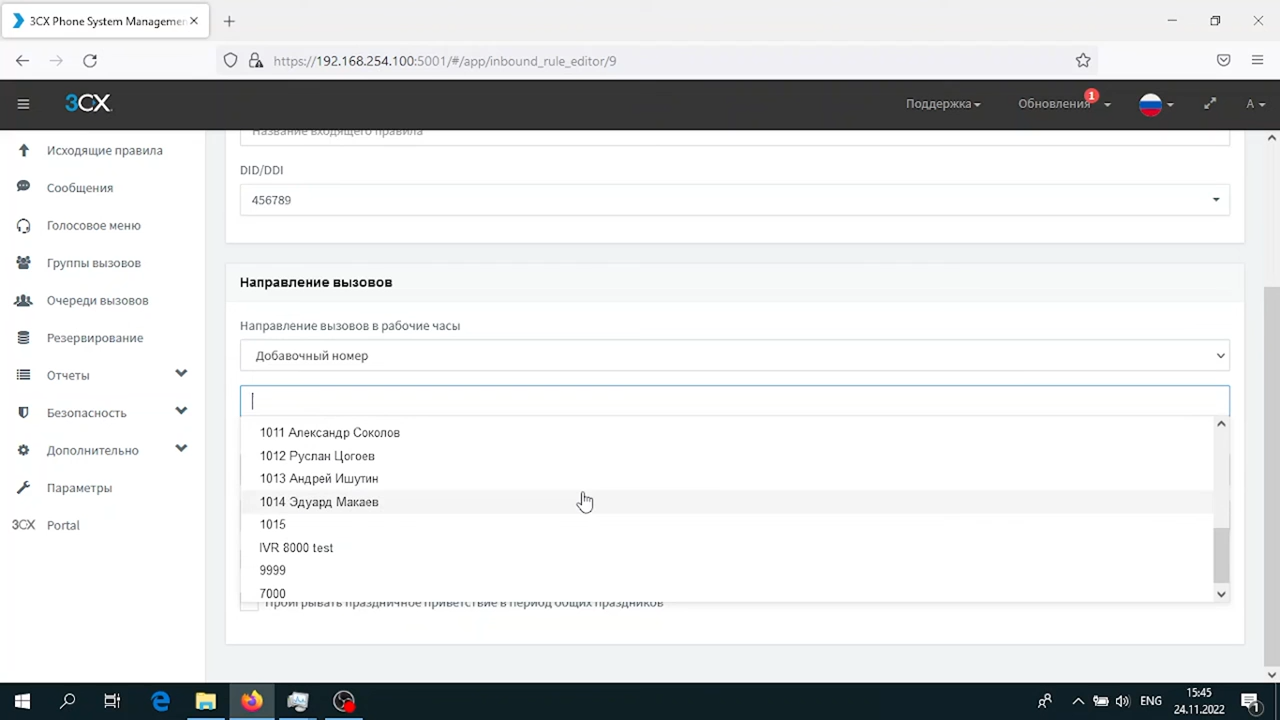 3CX Phone System Managemen
https://192.168.254.100:5001/#/app/inbound_rule_editor/9
3CX
Поддержка
Обновления
1
A
Исходящие правила
Сообщения
Голосовое меню
Группы вызовов
Очереди вызовов
Резервирование
Отчеты
Безопасность
Дополнительно
Параметры
3CX Portal
Название входящего правила
DID/DDI
456789
Направление вызовов
Направление вызовов в рабочие часы
Добавочный номер
1011 Александр Соколов
1012 Руслан Цогоев
1013 Андрей Ишутин
1014 Эдуард Макаев
1015
IVR 8000 test
9999
7000
Проигрывать праздничное приветствие в период общих праздников
ENG
15:45
24.11.2022
1